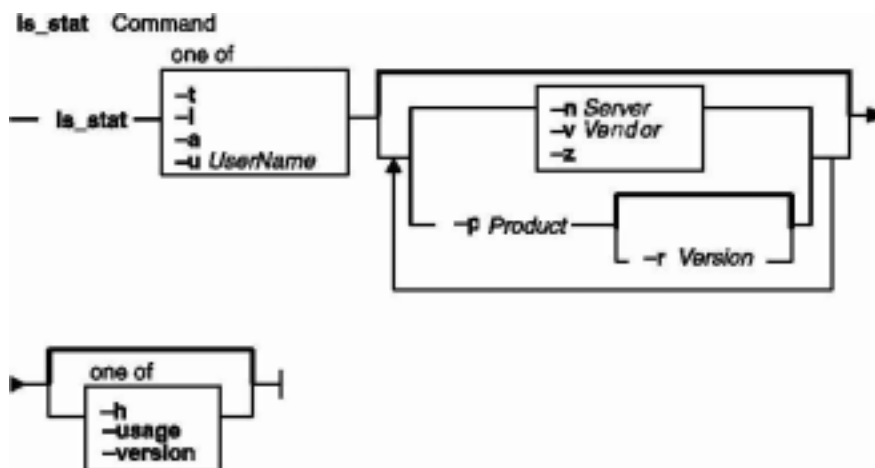 ls_stat Command
one of
ls_stat
–t
–l
–a
–u UserName
–n Server
–v Vendor
–z
–p Product
–r Version
one of
–h
–usage
–version